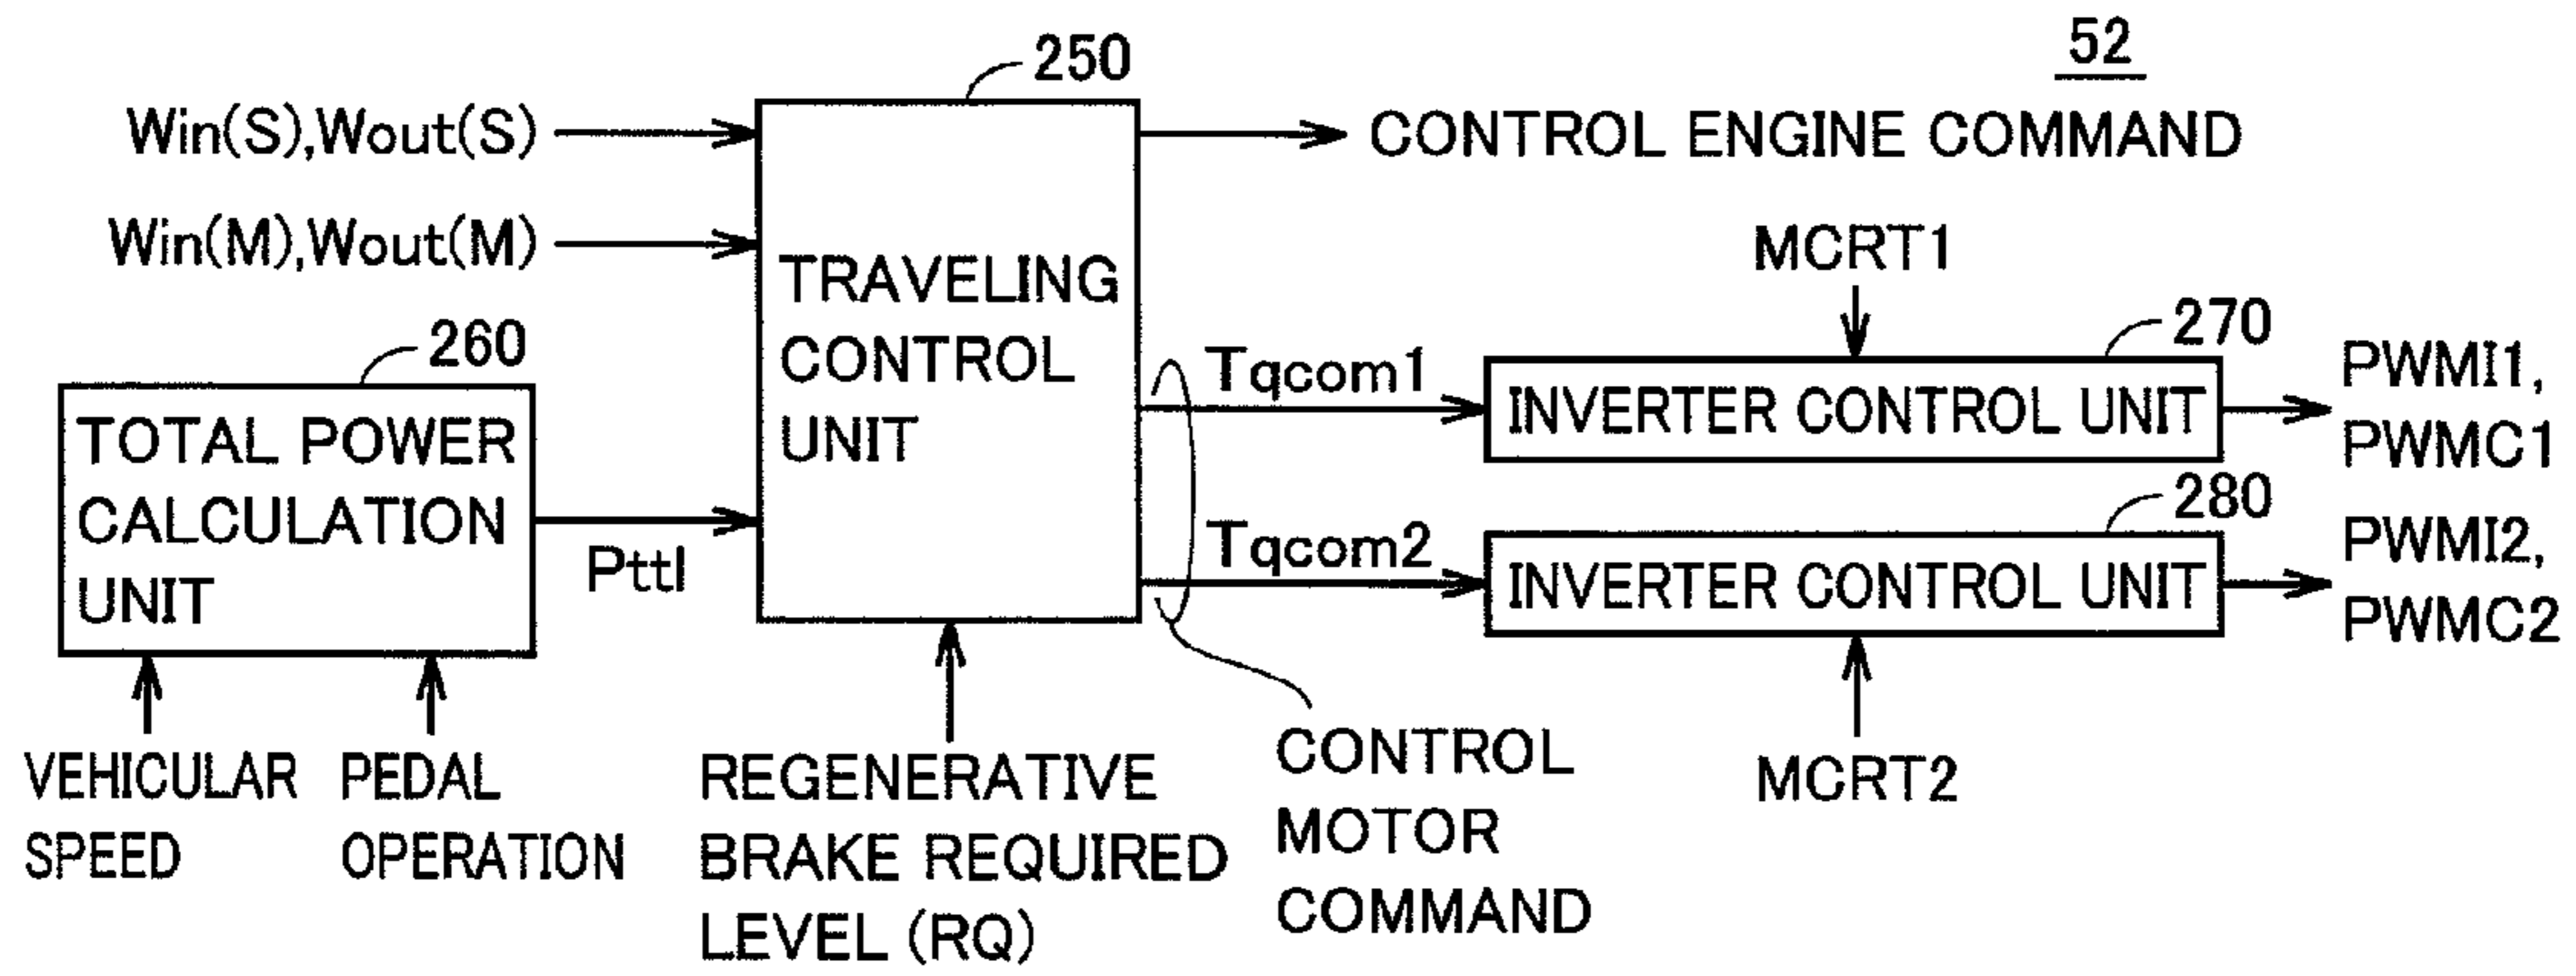 52
250
Win(S),Wout(S)
CONTROL ENGINE COMMAND
Win(M),Wout(M)
TRAVELING
CONTROL
UNIT
MCRT1
260
TOTAL POWER
CALCULATION
UNIT
Pttl
Tqcom1
270
INVERTER CONTROL UNIT
PWMI1,
PWMC1
Tqcom2
280
INVERTER CONTROL UNIT
PWMI2,
PWMC2
VEHICULAR
SPEED
PEDAL
OPERATION
REGENERATIVE
BRAKE REQUIRED
LEVEL (RQ)
CONTROL
MOTOR
COMMAND
MCRT2